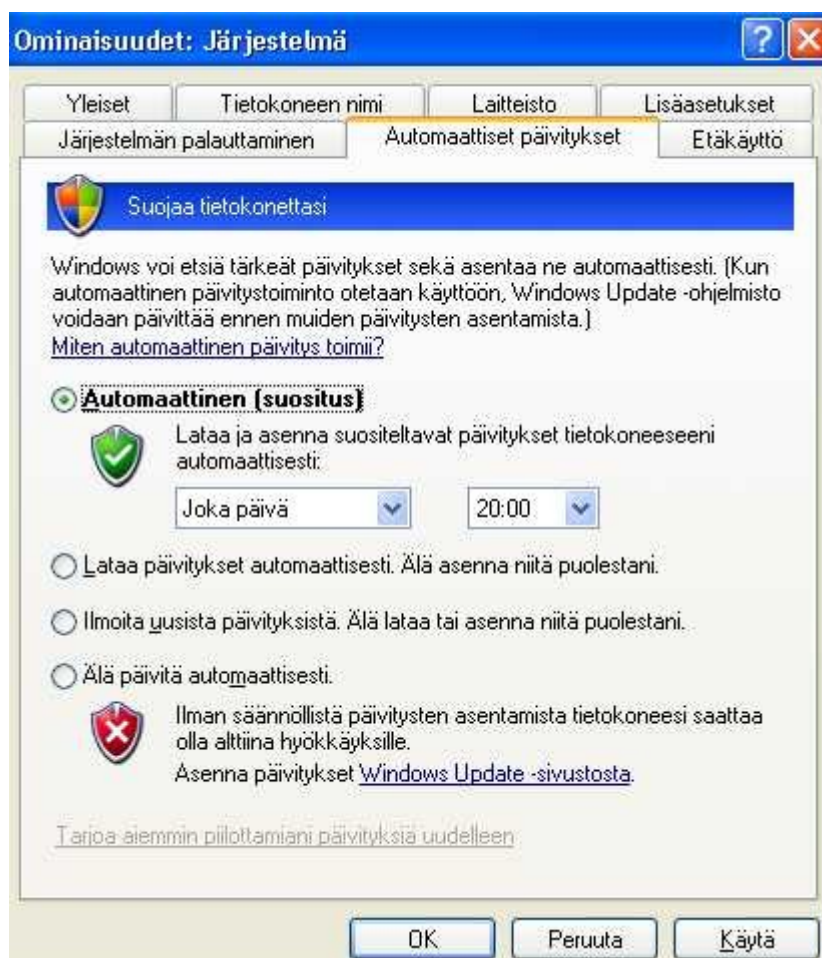 Ominaisuudet: Järjestelmä
Yleiset Tietokoneen nimi Laitteisto Lisäasetukset
Järjestelmän palauttaminen Automaattiset päivitykset Etäkäyttö
Suojaa tietokonettasi
Windows voi etsiä tärkeät päivitykset sekä asentaa ne automaattisesti. (Kun
automaattinen päivitystoiminto otetaan käyttöön, Windows Update -ohjelmisto
voidaan päivittää ennen muiden päivitysten asentamista.)
Miten automaattinen päivitys toimii?
Automaattinen (suositus)
Lataa ja asenna suositeltavat päivitykset tietokoneeseeni
automaattisesti:
Joka päivä 20:00
Lataa päivitykset automaattisesti. Älä asenna niitä puolestani.
Ilmoita uusista päivityksistä. Älä lataa tai asenna niitä puolestani.
Älä päivitä automaattisesti.
Ilman säännöllistä päivitysten asentamista tietokoneesi saattaa
olla alttiina hyökkäyksille.
Asenna päivitykset Windows Update -sivustosta.
Tarjoa aiemmin piilottamiani päivityksiä uudelleen
OK Peruuta Käytä